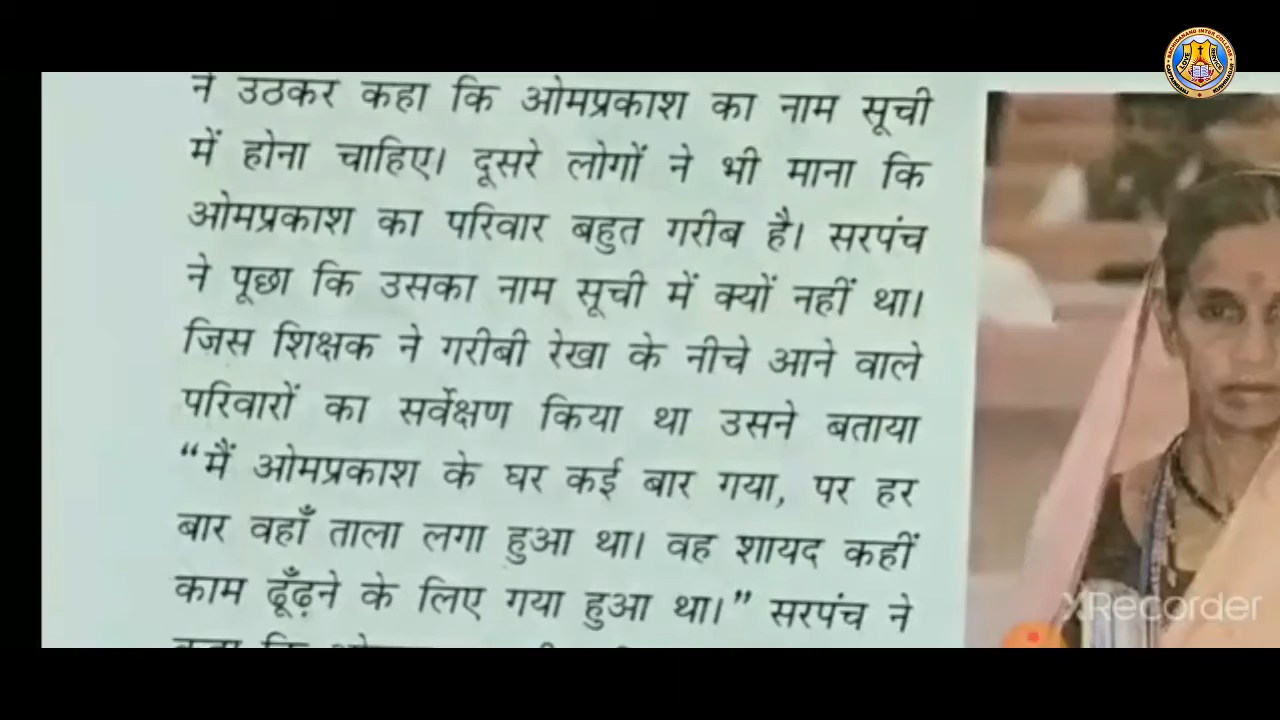 ने उठकर कहा कि ओमप्रकाश का नाम सूची
में होना चाहिए। दूसरे लोगों ने भी माना कि
ओमप्रकाश का परिवार बहुत गरीब है। सरपंच
ने पूछा कि उसका नाम सूची में क्यों नहीं था।
जिस शिक्षक ने गरीबी रेखा के नीचे आने वाले
परिवारों का सर्वेक्षण किया था उसने बताया
“मैं ओमप्रकाश के घर कई बार गया, पर हर
बार वहाँ ताला लगा हुआ था। वह शायद कहीं
काम ढूँढ़ने के लिए गया हुआ था।” सरपंच ने
XRecorder